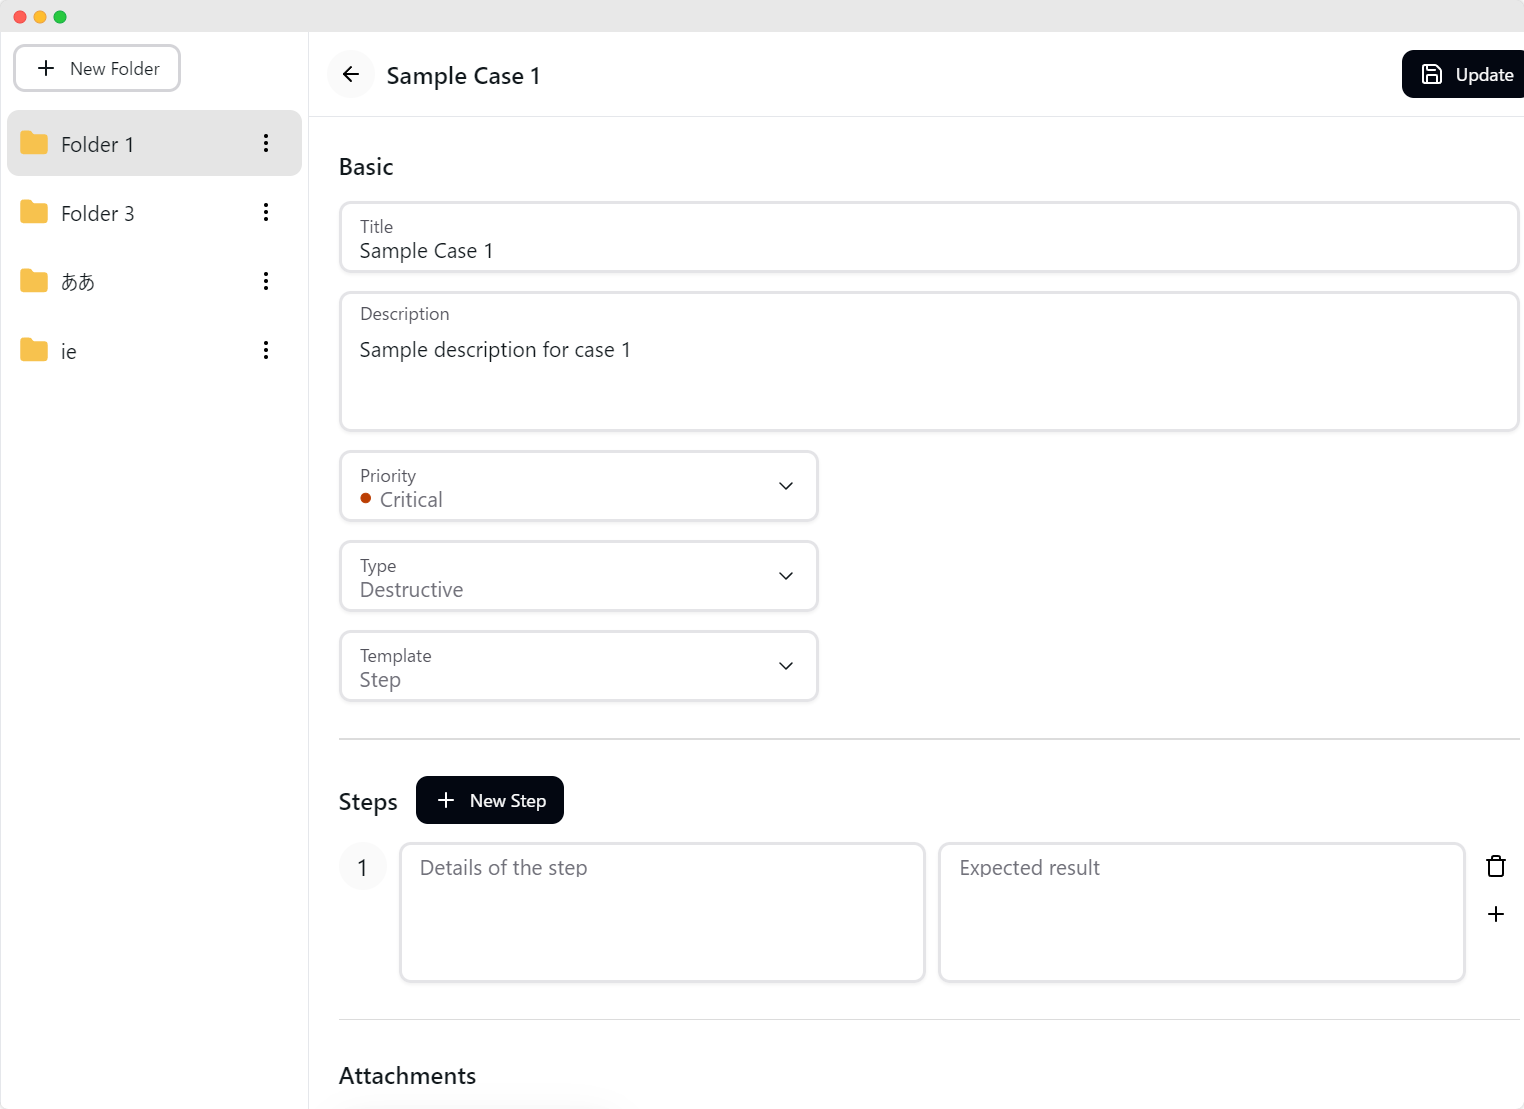 New Folder
Folder 1
Folder 3
ああ
ie
Sample Case 1
Update
Basic
Title
Sample Case 1
Description
Sample description for case 1
Priority
Critical
Type
Destructive
Template
Step
Steps
New Step
1
Details of the step
Expected result
Attachments